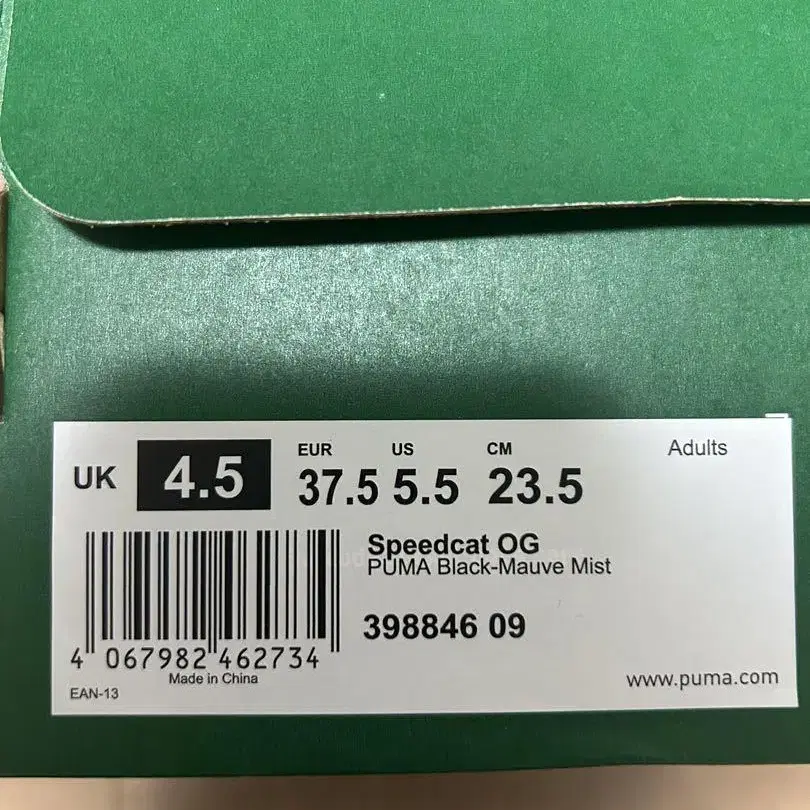 EUR US CM Adults
UK 4.5 37.5 5.5 23.5
Speedcat OG
PUMA Black-Mauve Mist
398846 09
4 067982 462734
Made in China
EAN-13
www.puma.com